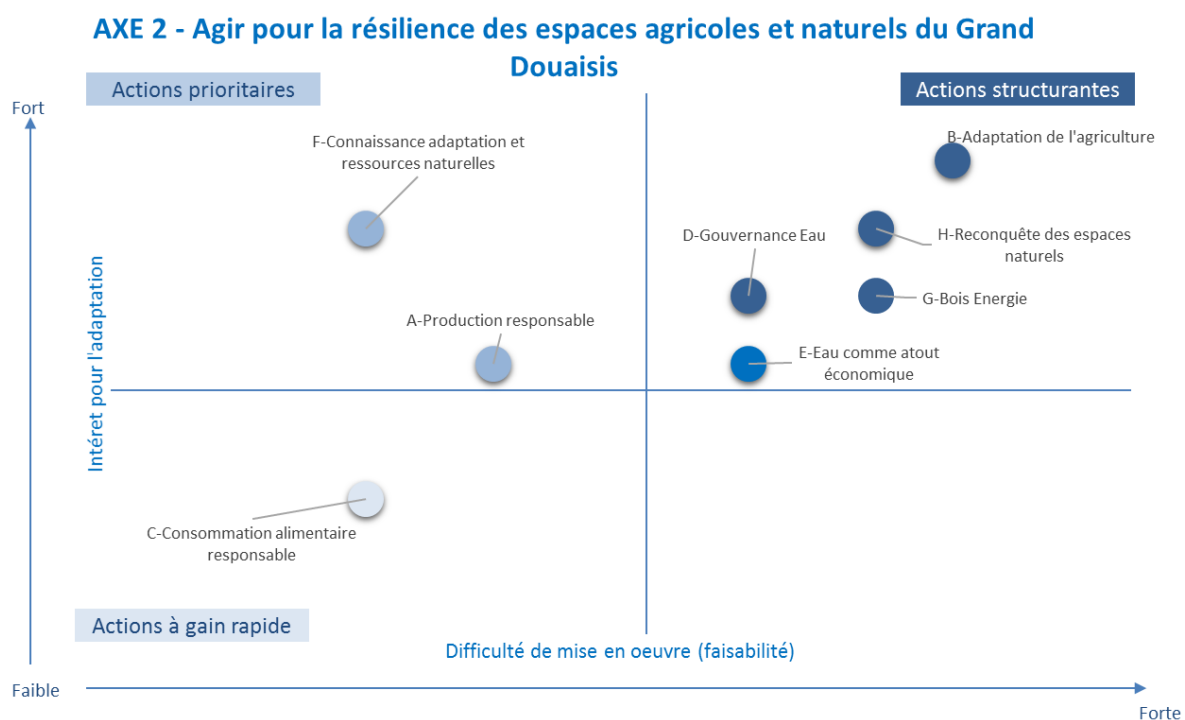 AXE 2 - Agir pour la résilience des espaces agricoles et naturels du Grand
Douaisis
Actions prioritaires
Actions structurantes
Fort
F-Connaissance adaptation et
ressources naturelles
B-Adaptation de l'agriculture
D-Gouvernance Eau
H-Reconquête des espaces
naturels
G-Bois Energie
A-Production responsable
E-Eau comme atout
économique
Intéret pour l'adaptation
C-Consommation alimentaire
responsable
Actions à gain rapide
Difficulté de mise en oeuvre (faisabilité)
Faible
Forte